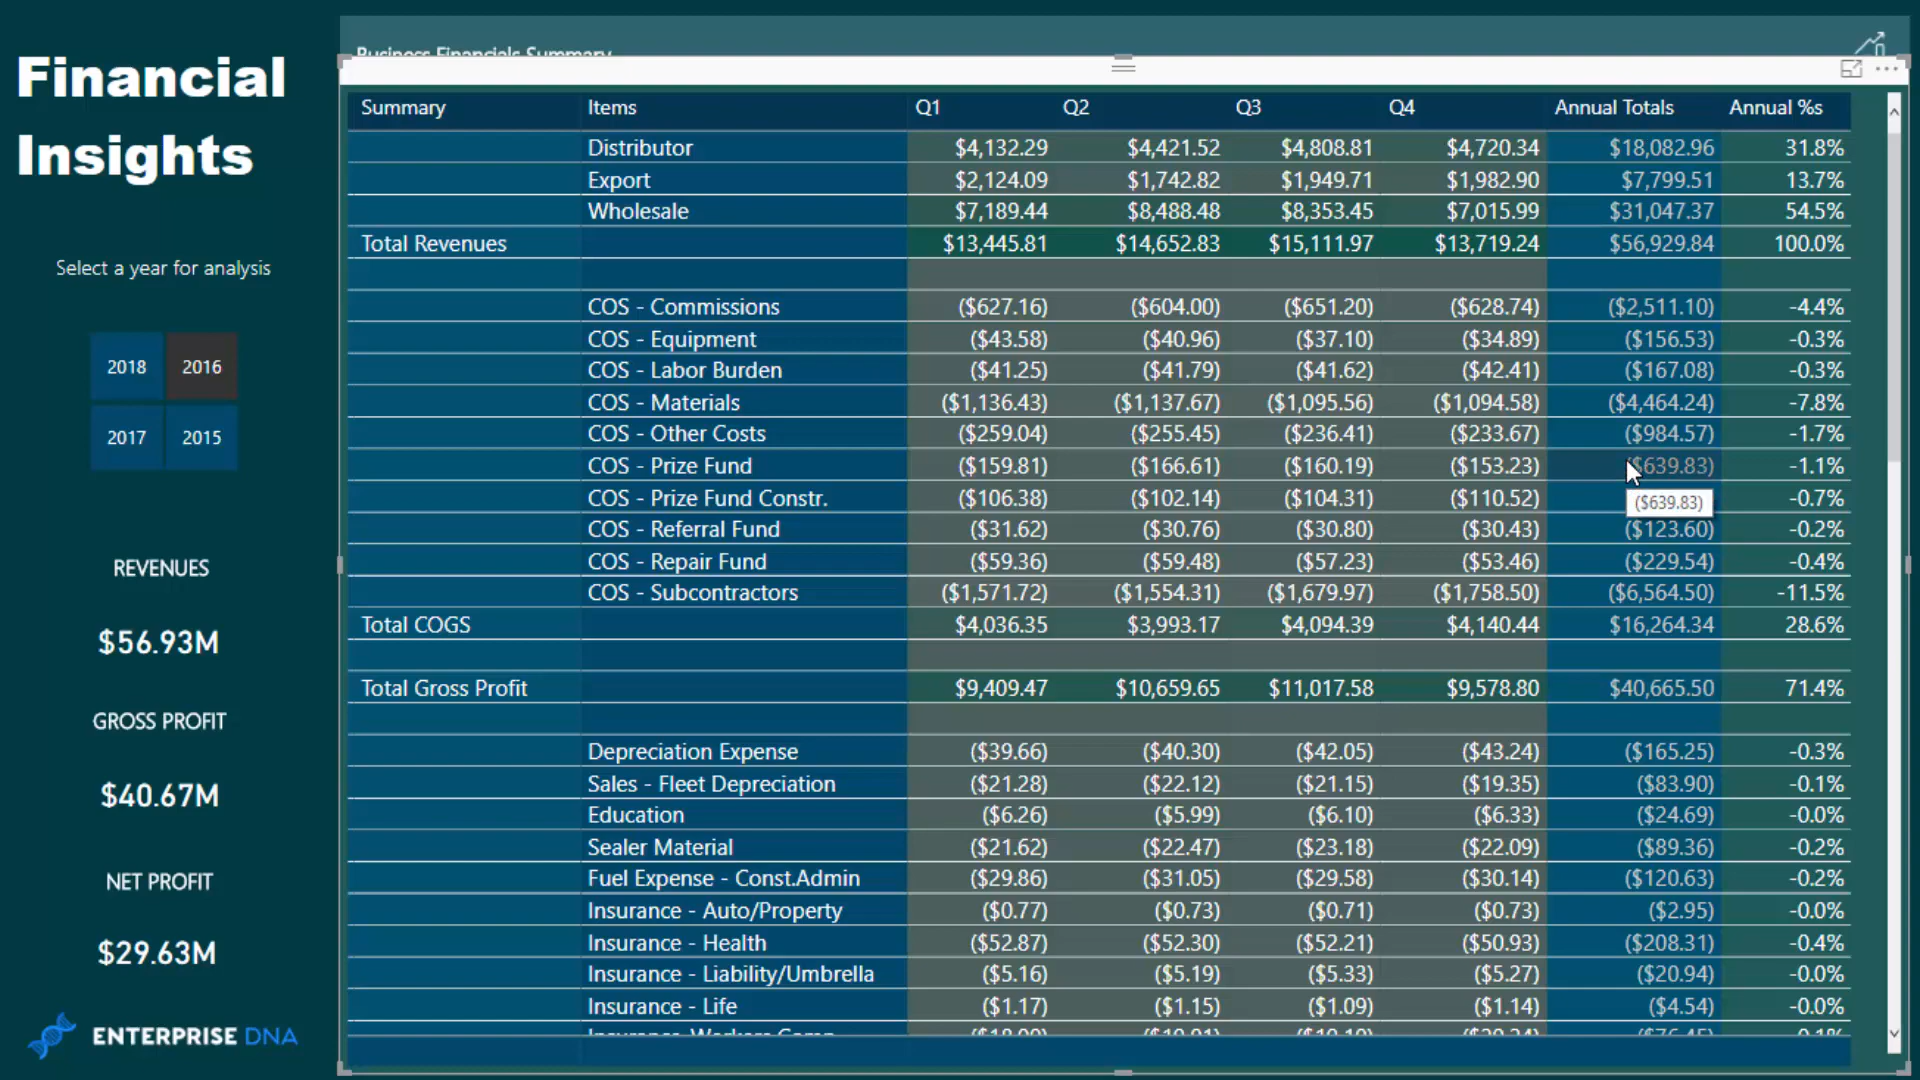 Financial
Insights
Select a year for analysis
2018 2016
2017 2015
REVENUES
$56.93M
GROSS PROFIT
$40.67M
NET PROFIT
$29.63M
ENTERPRISE DNA
Business Financials Summary
Summary Items Q1 Q2 Q3 Q4 Annual Totals Annual %s
Distributor $4,132.29 $4,421.52 $4,808.81 $4,720.34 $18,082.96 31.8%
Export $2,124.09 $1,742.82 $1,949.71 $1,982.90 $7,799.51 13.7%
Wholesale $7,189.44 $8,488.48 $8,353.45 $7,015.99 $31,047.37 54.5%
Total Revenues $13,445.81 $14,652.83 $15,111.97 $13,719.24 $56,929.84 100.0%
COS - Commissions ($627.16) ($604.00) ($651.20) ($628.74) ($2,511.10) -4.4%
COS - Equipment ($43.58) ($40.96) ($37.10) ($34.89) ($156.53) -0.3%
COS - Labor Burden ($41.25) ($41.79) ($41.62) ($42.41) ($167.08) -0.3%
COS - Materials ($1,136.43) ($1,137.67) ($1,095.56) ($1,094.58) ($4,464.24) -7.8%
COS - Other Costs ($259.04) ($255.45) ($236.41) ($233.67) ($984.57) -1.7%
COS - Prize Fund ($159.81) ($166.61) ($160.19) ($153.23) ($639.83) -1.1%
COS - Prize Fund Constr. ($106.38) ($102.14) ($104.31) ($110.52) ($639.83) -0.7%
COS - Referral Fund ($31.62) ($30.76) ($30.80) ($30.43) ($123.60) -0.2%
COS - Repair Fund ($59.36) ($59.48) ($57.23) ($53.46) ($229.54) -0.4%
COS - Subcontractors ($1,571.72) ($1,554.31) ($1,679.97) ($1,758.50) ($6,564.50) -11.5%
Total COGS $4,036.35 $3,993.17 $4,094.39 $4,140.44 $16,264.34 28.6%
Total Gross Profit $9,409.47 $10,659.65 $11,017.58 $9,578.80 $40,665.50 71.4%
Depreciation Expense ($39.66) ($40.30) ($42.05) ($43.24) ($165.25) -0.3%
Sales - Fleet Depreciation ($21.28) ($22.12) ($21.15) ($19.35) ($83.90) -0.1%
Education ($6.26) ($5.99) ($6.10) ($6.33) ($24.69) -0.0%
Sealer Material ($21.62) ($22.47) ($23.18) ($22.09) ($89.36) -0.2%
Fuel Expense - Const.Admin ($29.86) ($31.05) ($29.58) ($30.14) ($120.63) -0.2%
Insurance - Auto/Property ($0.77) ($0.73) ($0.71) ($0.73) ($2.95) -0.0%
Insurance - Health ($52.87) ($52.30) ($52.21) ($50.93) ($208.31) -0.4%
Insurance - Liability/Umbrella ($5.16) ($5.19) ($5.33) ($5.27) ($20.94) -0.0%
Insurance - Life ($1.17) ($1.15) ($1.09) ($1.14) ($4.54) -0.0%